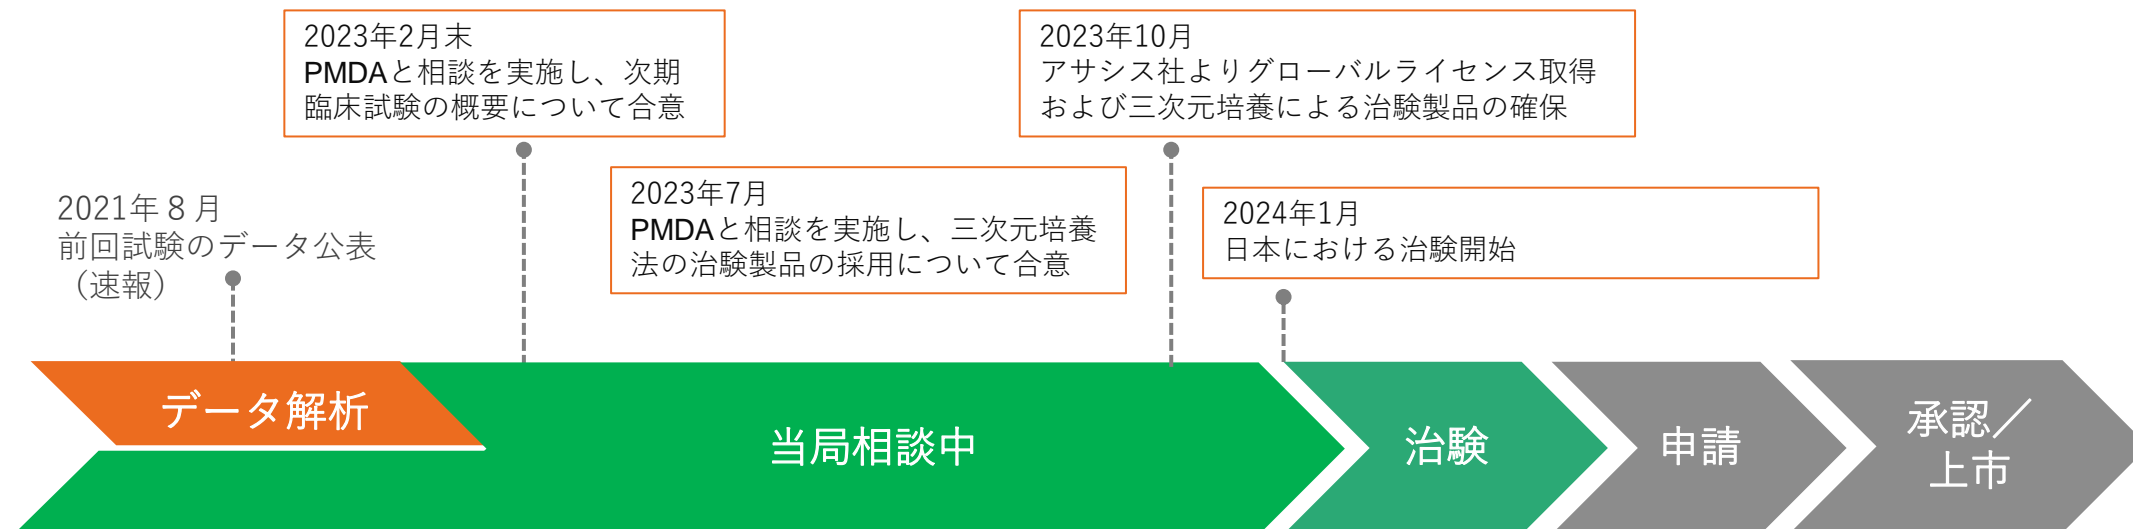 2023年2月末
PMDAと相談を実施し、次期
臨床試験の概要について合意
2023年10月
アサシス社よりグローバルライセンス取得
および三次元培養による治験製品の確保
2021年８月
前回試験のデータ公表
（速報）
2023年7月
PMDAと相談を実施し、三次元培養
法の治験製品の採用について合意
2024年1月
日本における治験開始
データ解析
当局相談中
治験
申請
承認／
上市